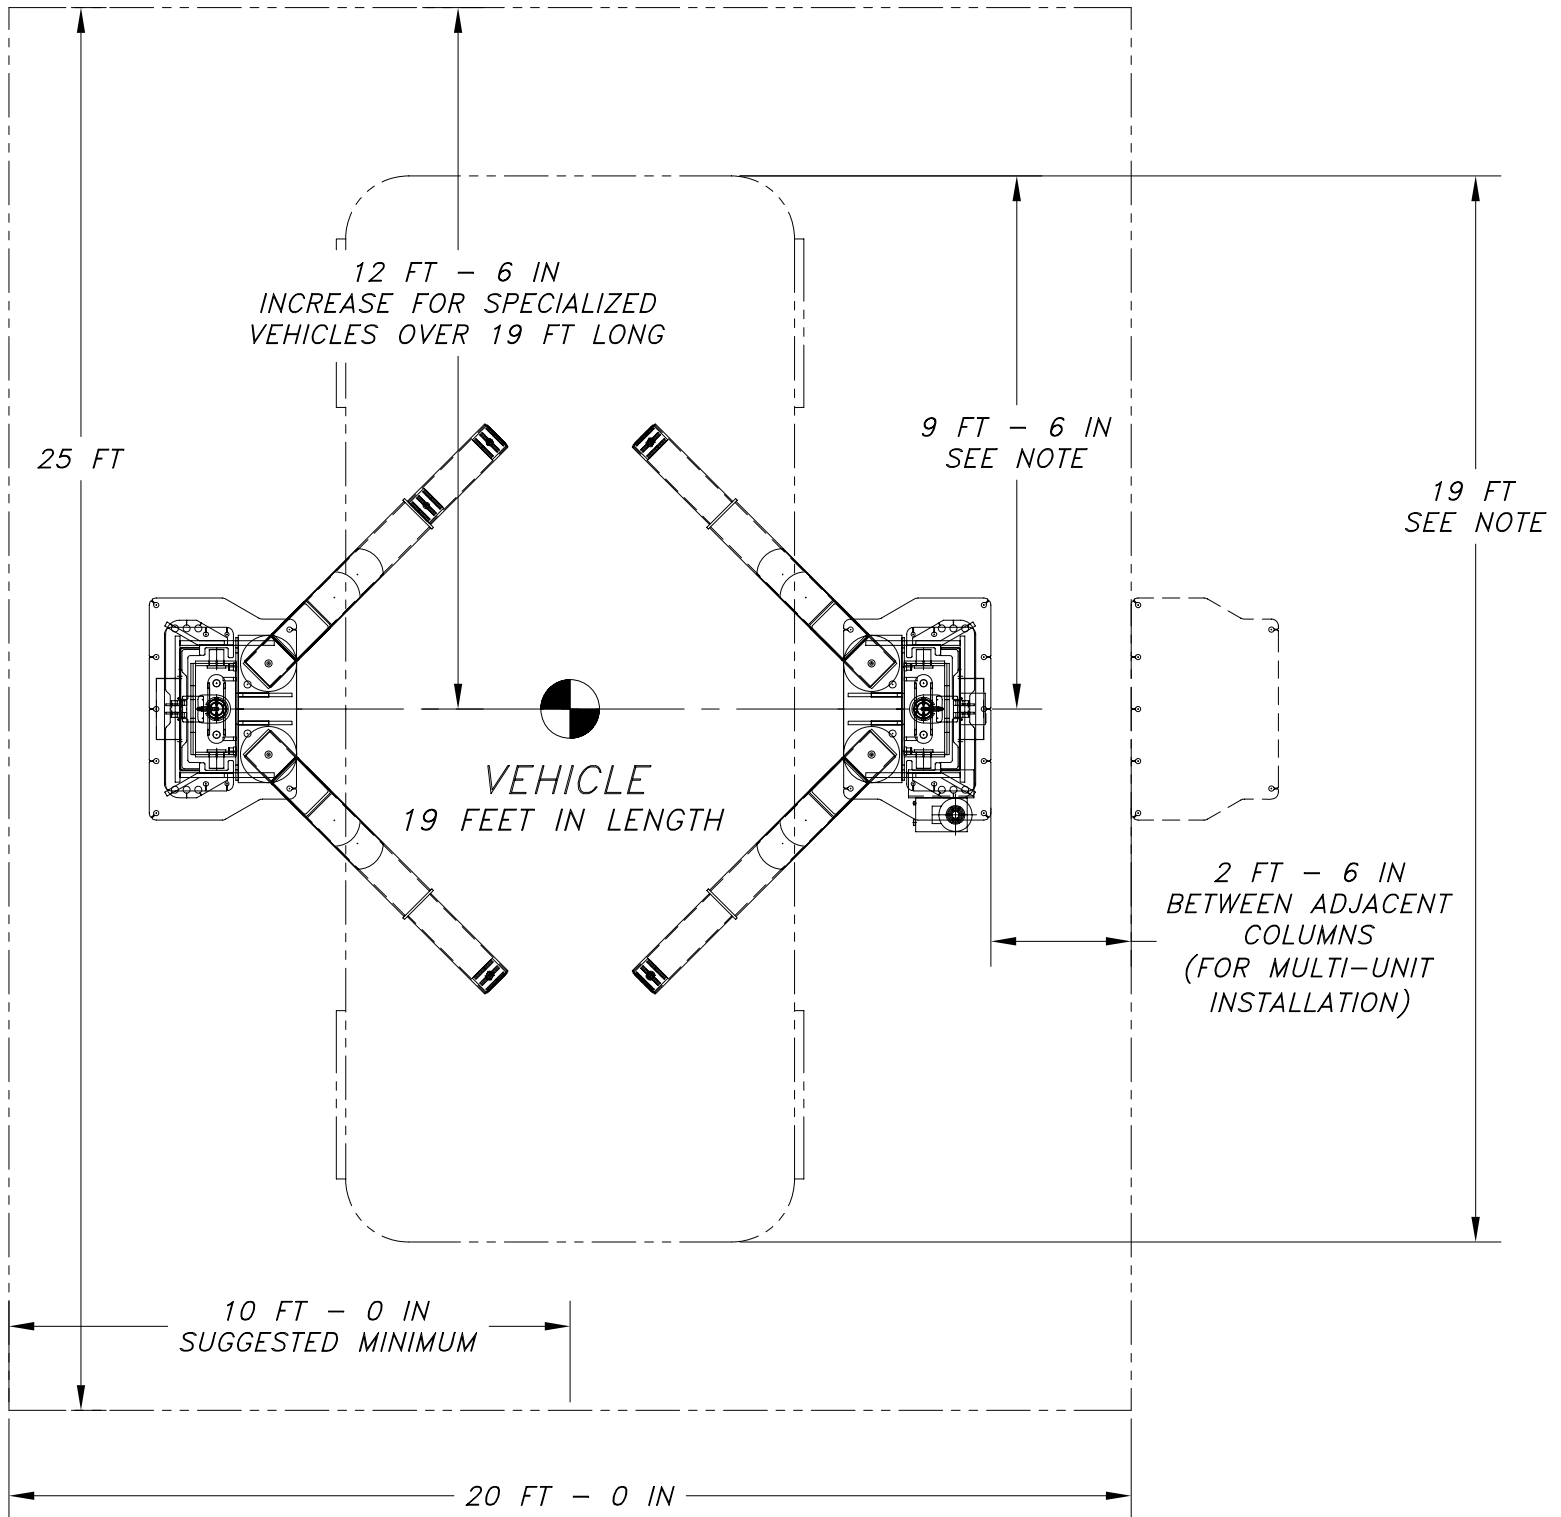 12 FT - 6 IN
INCREASE FOR SPECIALIZED
VEHICLES OVER 19 FT LONG
25 FT
9 FT - 6 IN
SEE NOTE
19 FT
SEE NOTE
VEHICLE
19 FEET IN LENGTH
2 FT - 6 IN
BETWEEN ADJACENT
COLUMNS
(FOR MULTI-UNIT
INSTALLATION)
10 FT - 0 IN
SUGGESTED MINIMUM
20 FT - 0 IN